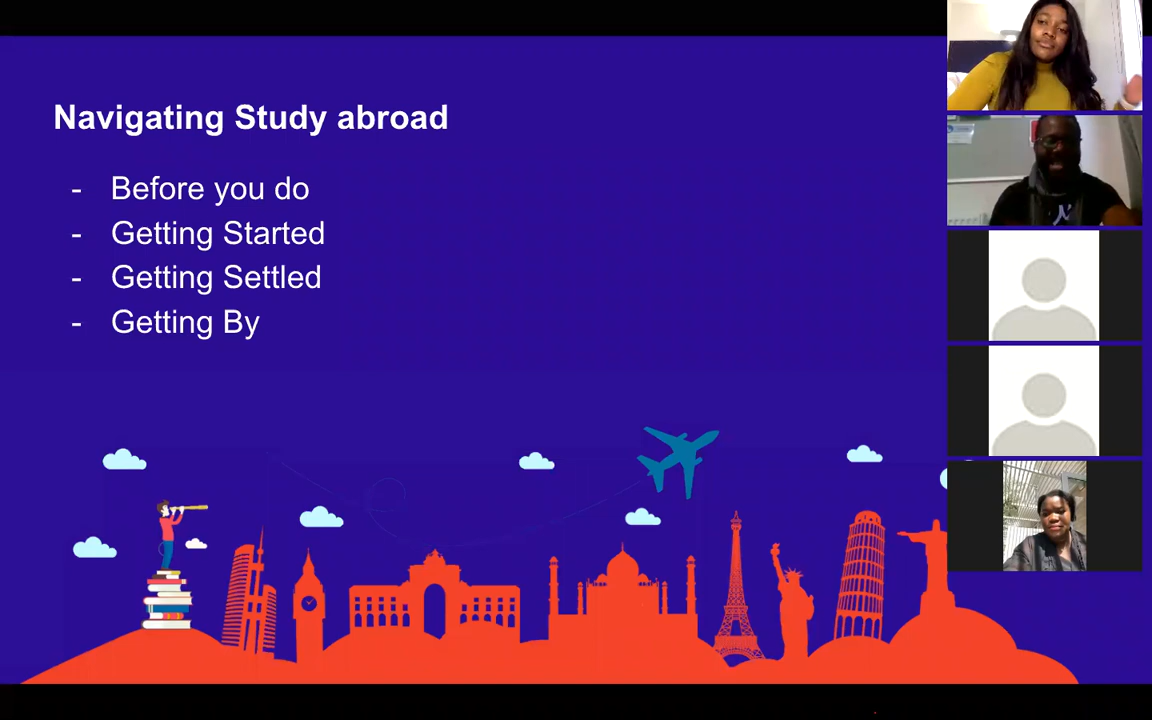 Navigating Study abroad
- Before you do
- Getting Started
- Getting Settled
- Getting By